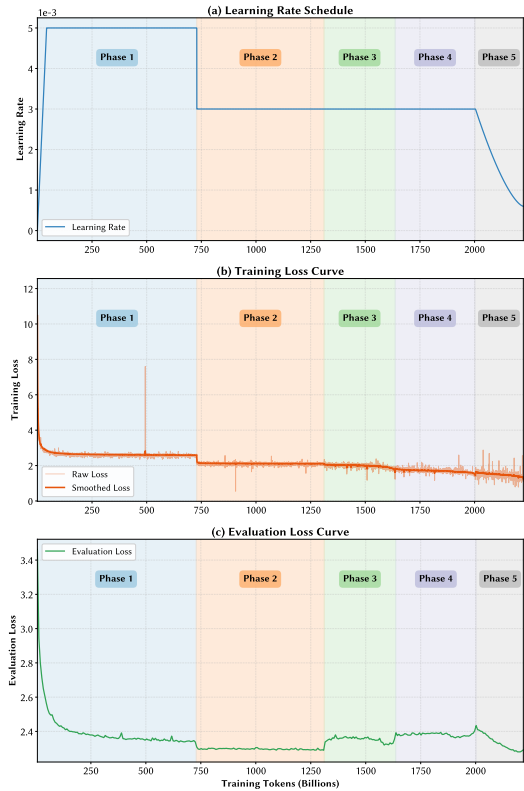 (a) Learning Rate Schedule
1e-3
5
4
3
2
1
0
Learning Rate
Phase 1
Phase 2
Phase 3
Phase 4
Phase 5
Learning Rate
250
500
750
1000
1250
1500
1750
2000
(b) Training Loss Curve
12
10
8
6
4
2
0
Training Loss
Phase 1
Phase 2
Phase 3
Phase 4
Phase 5
Raw Loss
Smoothed Loss
250
500
750
1000
1250
1500
1750
2000
(c) Evaluation Loss Curve
3.4
3.2
3.0
2.8
2.6
2.4
Evaluation Loss
Evaluation Loss
Phase 1
Phase 2
Phase 3
Phase 4
Phase 5
250
500
750
1000
1250
1500
1750
2000
Training Tokens (Billions)